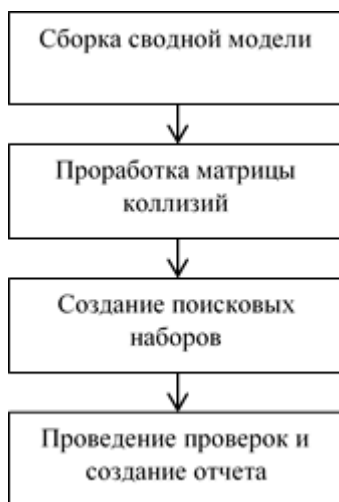 Сборка сводной модели
Проработка матрицы
коллизий
Создание поисковых
наборов
Проведение проверок и
создание отчета